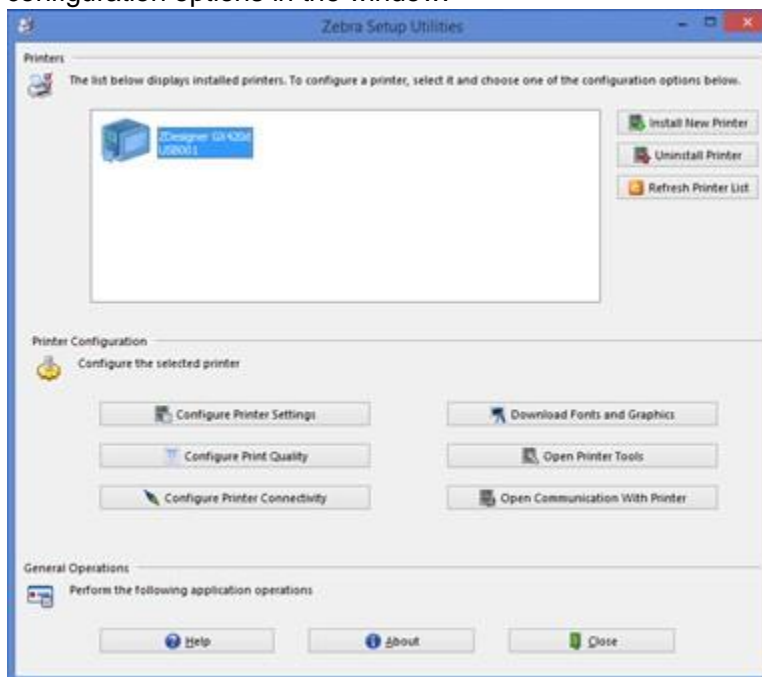 configuration options in the window.
Zebra Setup Utilities
Printers
The list below displays installed printers. To configure a printer, select it and choose one of the configuration options below.
ZDesigner GX420d
USB001
Install New Printer
Uninstall Printer
Refresh Printer List
Printer Configuration
Configure the selected printer
Configure Printer Settings
Download Fonts and Graphics
Configure Print Quality
Open Printer Tools
Configure Printer Connectivity
Open Communication With Printer
General Operations
Perform the following application operations
Help
About
Close